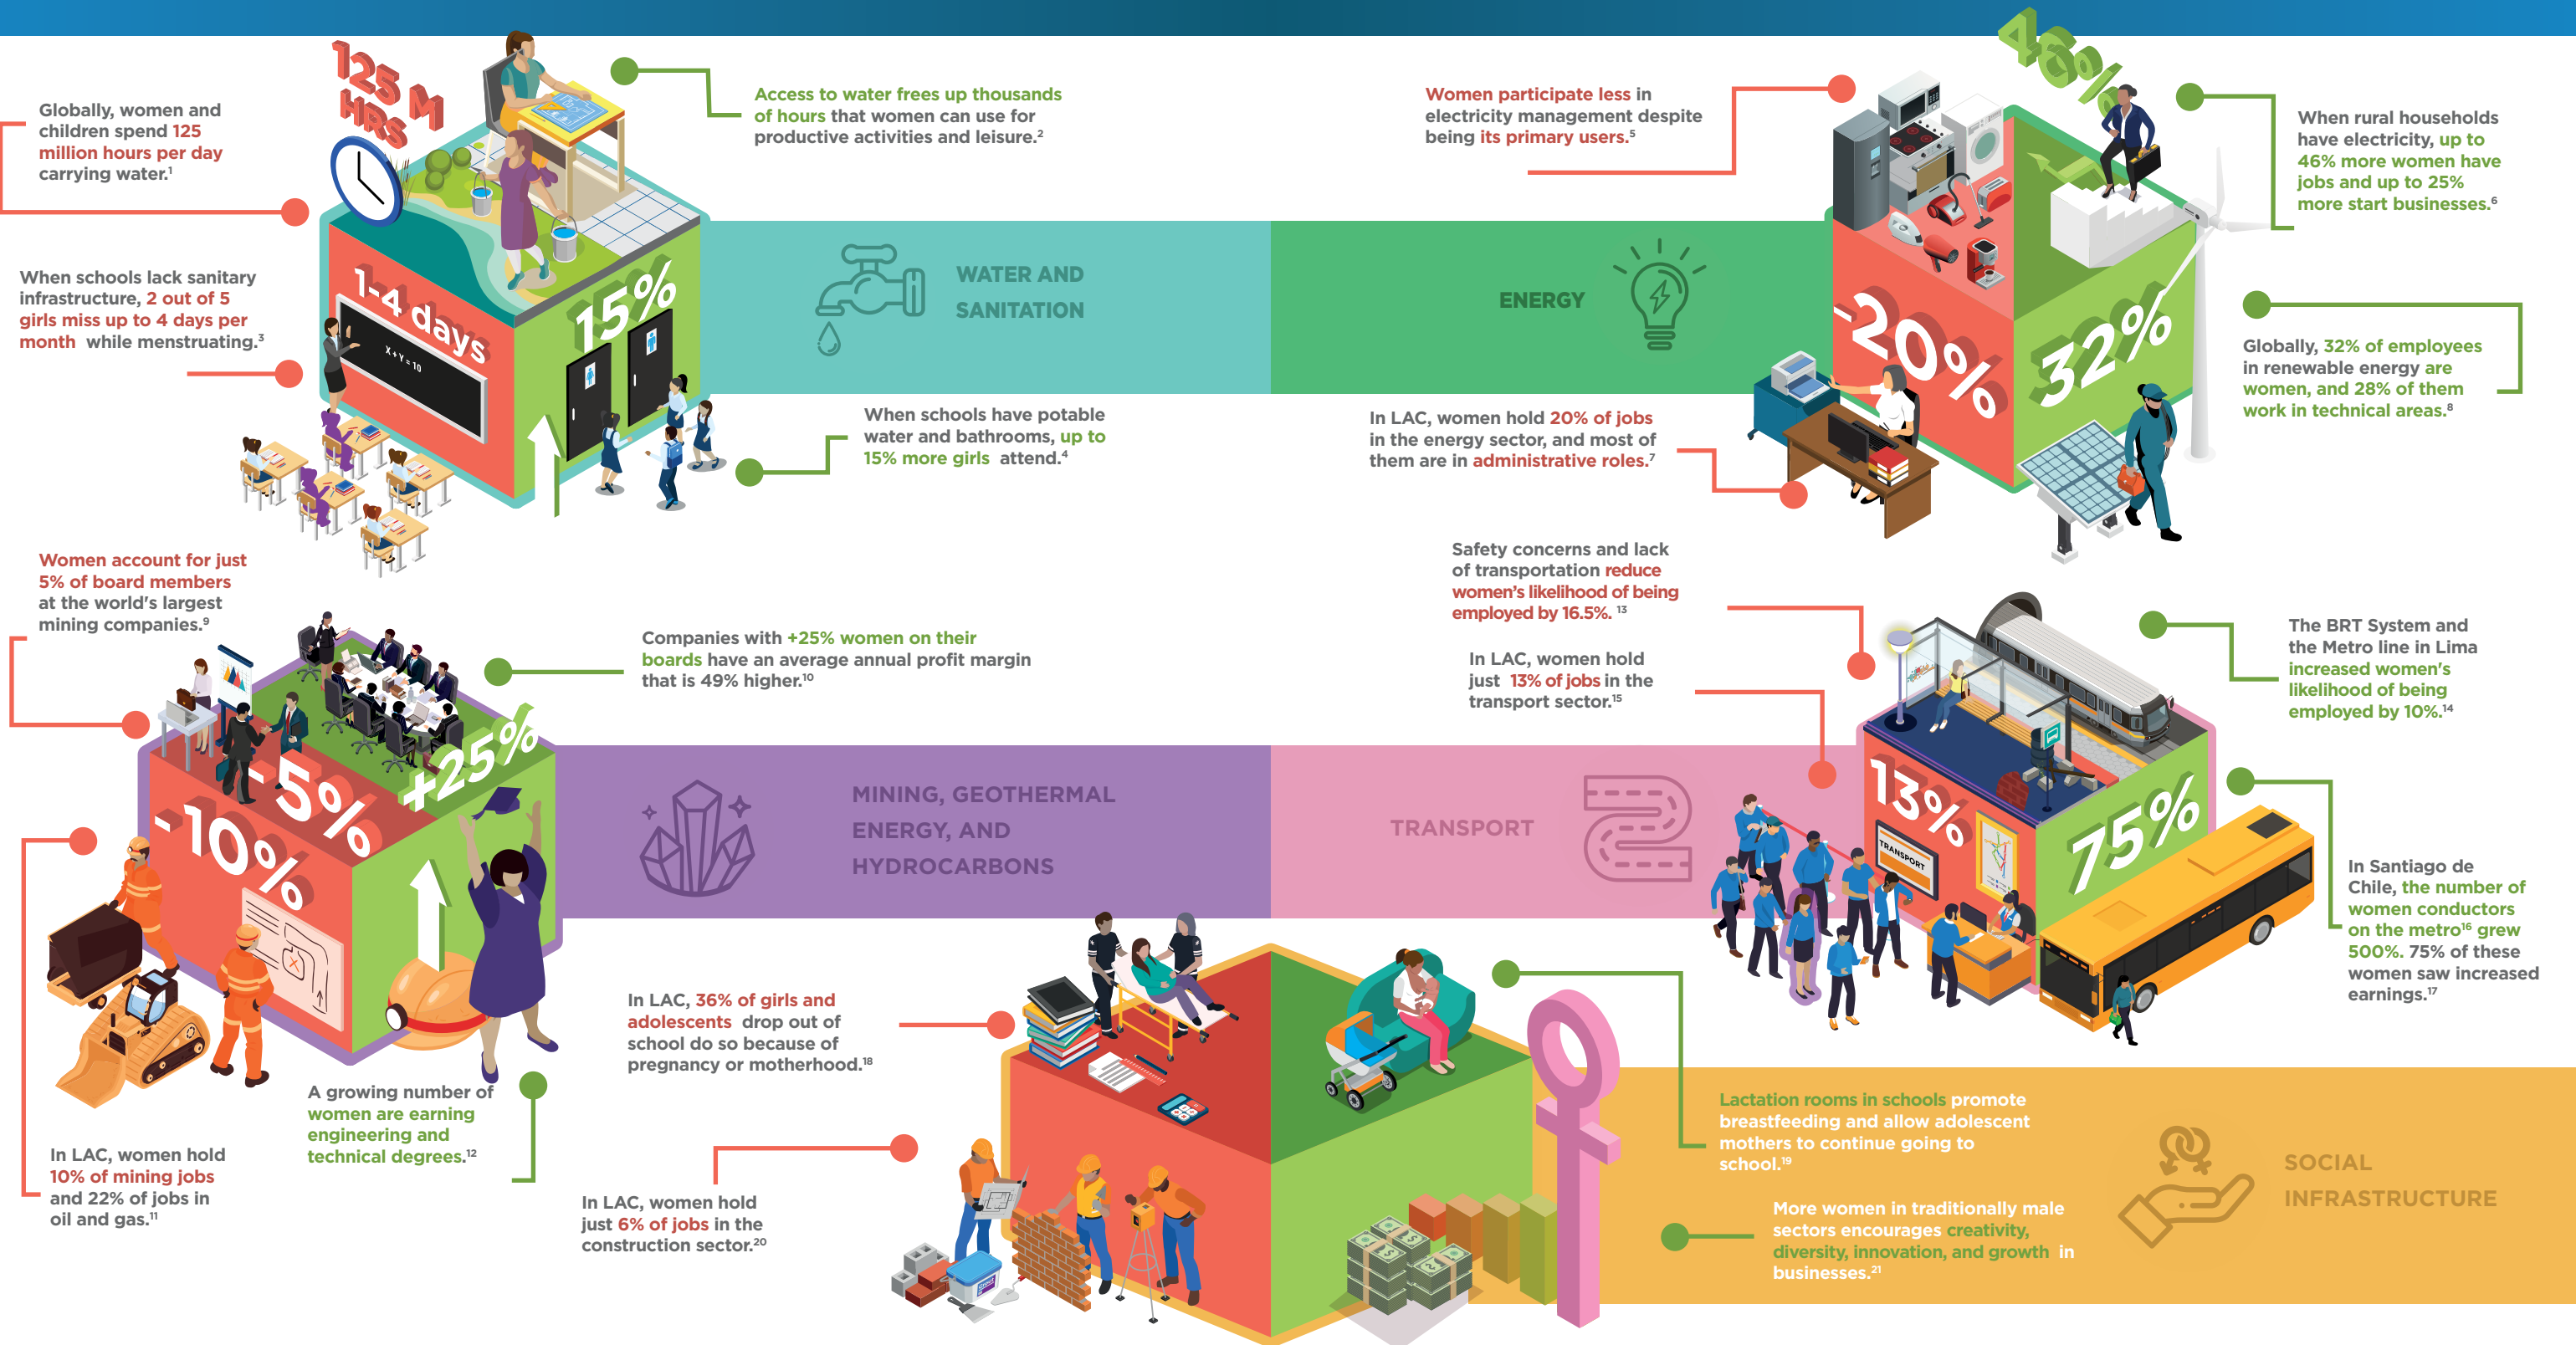 125 M
HRS
Globally, women and
children spend 125
million hours per day
carrying water.1
Access to water frees up thousands
of hours that women can use for
productive activities and leisure.2
When schools lack sanitary
infrastructure, 2 out of 5
girls miss up to 4 days per
month while menstruating.3
1-4 days
X + Y = 10
15%
When schools have potable
water and bathrooms, up to
15% more girls attend.4
WATER AND
SANITATION
ENERGY
Women participate less in
electricity management despite
being its primary users.5
46%
When rural households
have electricity, up to
46% more women have
jobs and up to 25%
more start businesses.6
-20%
32%
In LAC, women hold 20% of jobs
in the energy sector, and most of
them are in administrative roles.7
Globally, 32% of employees
in renewable energy are
women, and 28% of them
work in technical areas.8
Women account for just
5% of board members
at the world's largest
mining companies.9
Companies with +25% women on their
boards have an average annual profit margin
that is 49% higher.10
-5%
+25%
-10%
In LAC, women hold
10% of mining jobs
and 22% of jobs in
oil and gas.11
A growing number of
women are earning
engineering and
technical degrees.12
MINING, GEOTHERMAL
ENERGY, AND
HYDROCARBONS
TRANSPORT
Safety concerns and lack
of transportation reduce
women's likelihood of being
employed by 16.5%. 13
In LAC, women hold
just 13% of jobs in the
transport sector.15
The BRT System and
the Metro line in Lima
increased women's
likelihood of being
employed by 10%.14
13%
TRANSPORT
75%
In Santiago de
Chile, the number of
women conductors
on the metro16 grew
500%. 75% of these
women saw increased
earnings.17
In LAC, 36% of girls and
adolescents drop out of
school do so because of
pregnancy or motherhood.18
In LAC, women hold
just 6% of jobs in the
construction sector.20
Lactation rooms in schools promote
breastfeeding and allow adolescent
mothers to continue going to
school.19
More women in traditionally male
sectors encourages creativity,
diversity, innovation, and growth in
businesses.21
SOCIAL
INFRASTRUCTURE